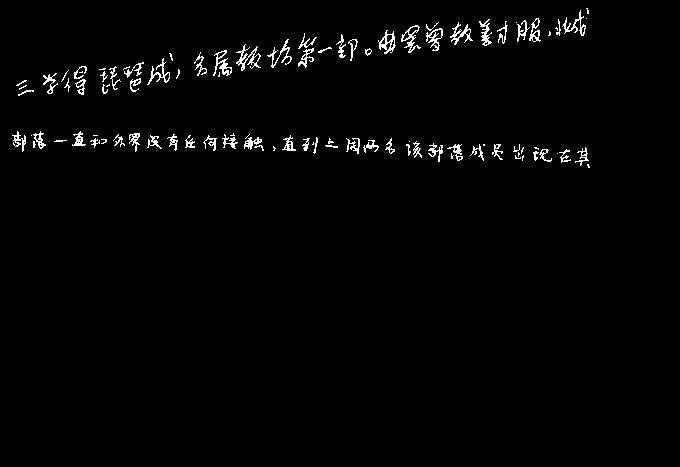 三学得琵琶成,名属教坊第一部。曲罢曾教善才服,妆成
部落一直和外界没有任何接触,直到上周两名该部落成员出现在其